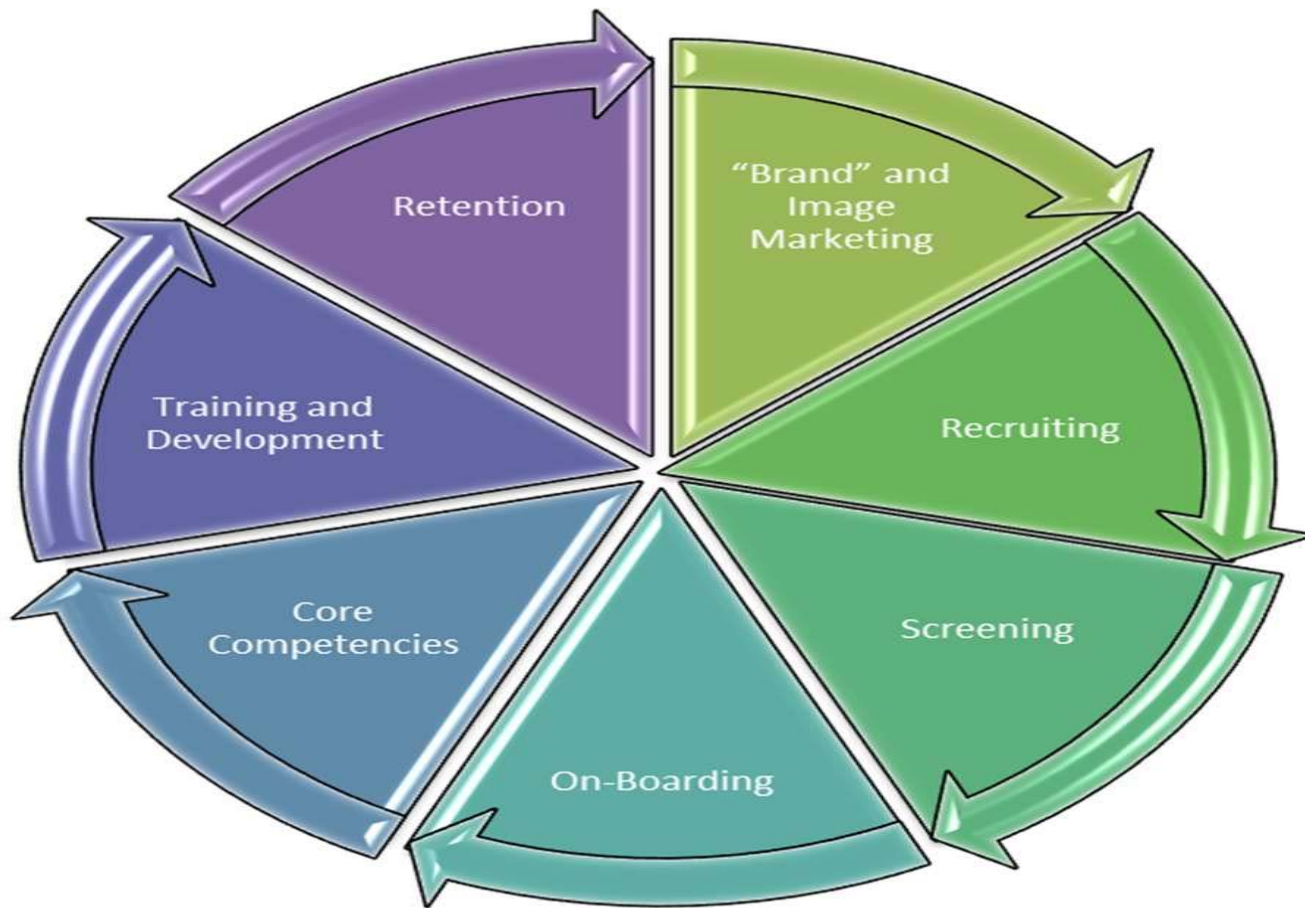 “Brand” and
Image
Marketing
Recruiting
Screening
On-Boarding
Core
Competencies
Training and
Development
Retention